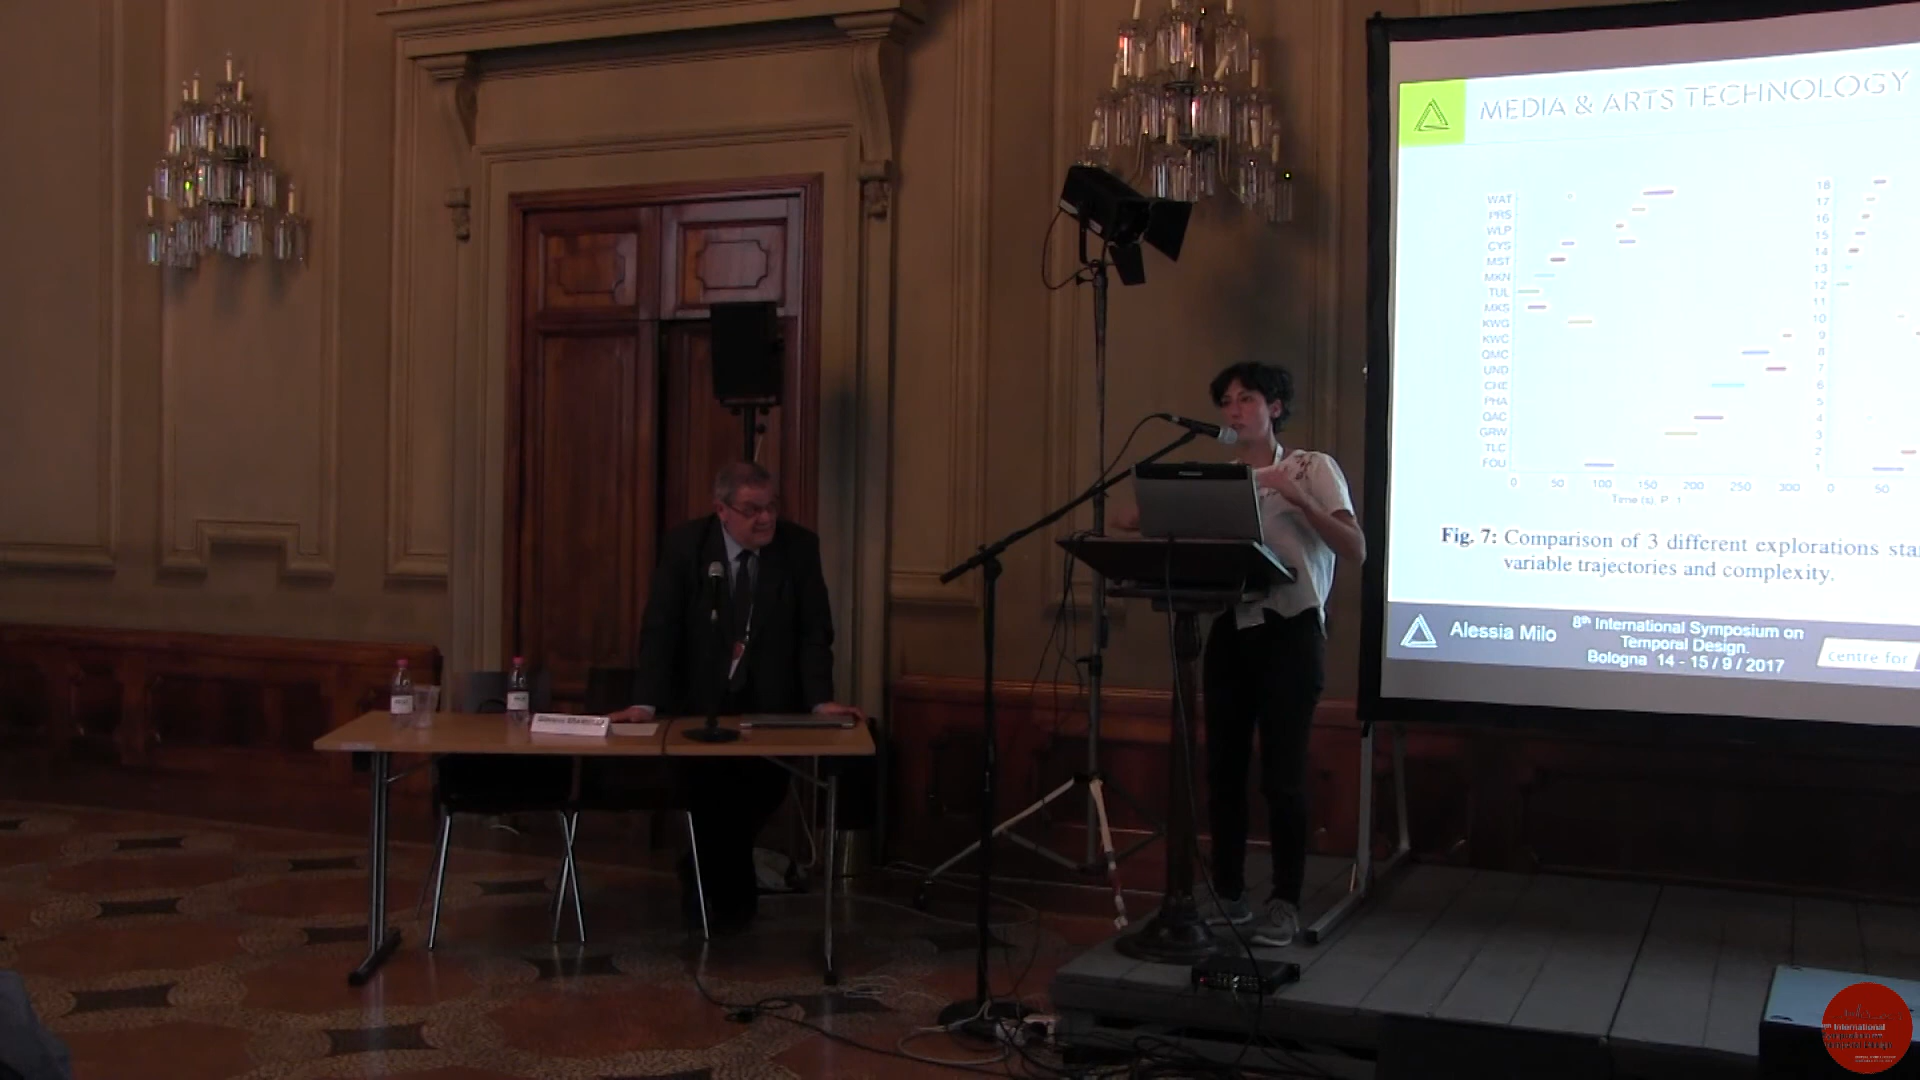 MEDIA & ARTS TECHNOLOGY
WAT
PRS
WLP
CYS
MST
MKN
TUL
MKS
KWG
KWC
QMC
UND
CHE
PHA
QAC
GRW
TLC
FOU
0 50 100 150 200 250 300
Time (s), P
18
17
16
15
14
13
12
11
10
9
8
7
6
5
4
3
2
1
0 50
Fig. 7: Comparison of 3 different explorations
variable trajectories and complexity.
Alessia Milo
8th International Symposium on
Temporal Design.
Bologna 14 - 15 / 9 / 2017
centre for
International